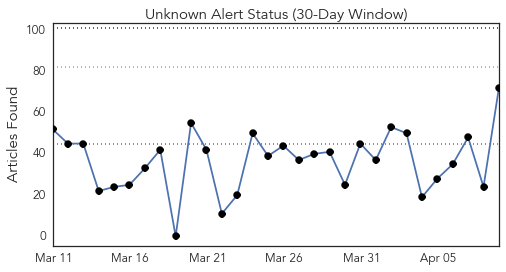 Unknown Alert Status (30-Day Window)
Articles Found
100
80
60
40
20
0
Mar 11 Mar 16 Mar 21 Mar 26 Mar 31 Apr 05